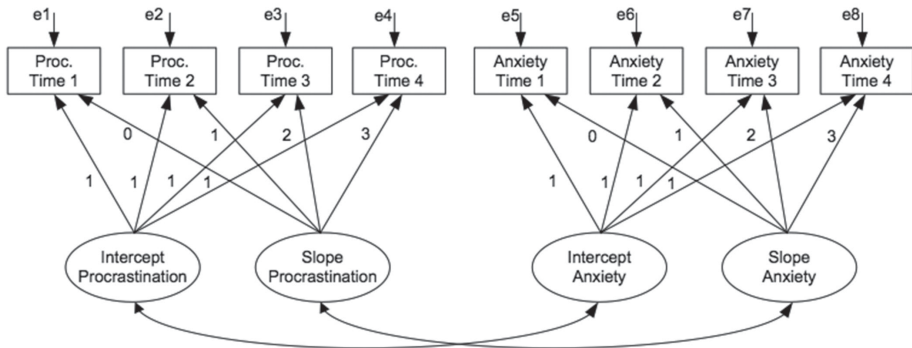 e1 e2 e3 e4 e5 e6 e7 e8
Proc. Proc. Proc. Proc. Anxiety Anxiety Anxiety Anxiety
Time 1 Time 2 Time 3 Time 4 Time 1 Time 2 Time 3 Time 4
0 1 2 3 0 1 2 3
1 1 1 1 1 1 1 1
Intercept Slope Intercept Slope
Procrastination Procrastination Anxiety Anxiety